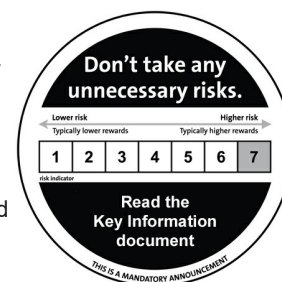 Don't take any
unnecessary risks.
Lower risk Higher risk
Typically lower rewards Typically higher rewards
1 2 3 4 5 6 7
risk indicator
Read the
Key Information
document
THIS IS A MANDATORY ANNOUNCEMENT
d